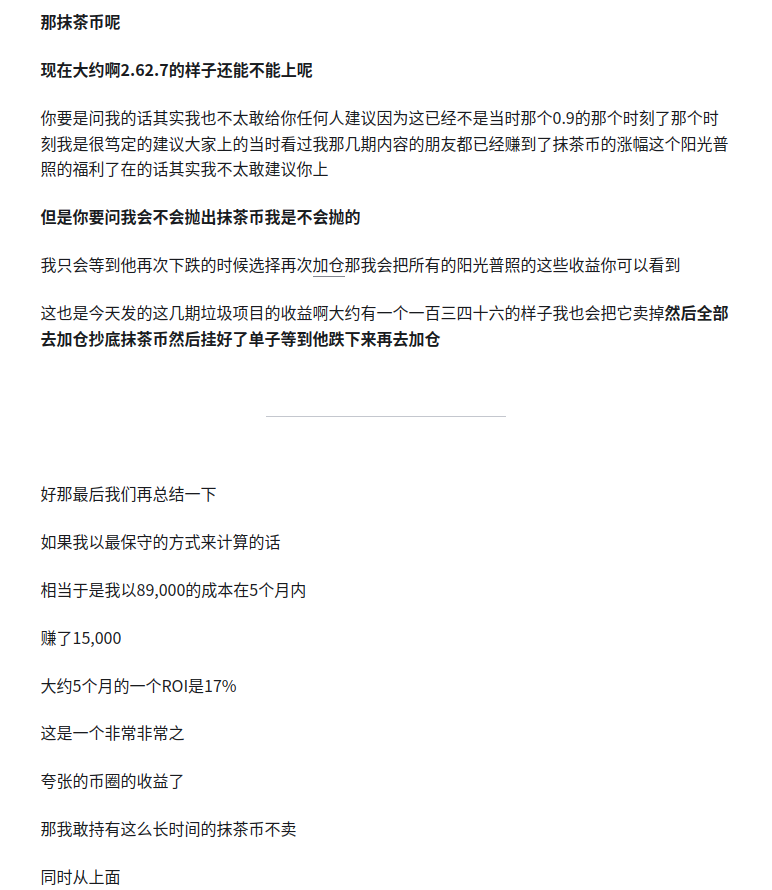 那抹茶币呢
现在大约啊2.62.7的样子还能不能上呢
你要是问我的话其实我也不太敢给你任何人建议因为这已经不是当时那个0.9的那个时刻了那个时
刻我是很笃定的建议大家上的当时看过我那几期内容的朋友都已经赚到了抹茶币的涨幅这个阳光普
照的福利了在的话其实我不太敢建议你上
但是你要问我会不会抛出抹茶币我是不会抛的
我只会等到他再次下跌的时候选择再次加仓那我会把所有的阳光普照的这些收益你可以看到
这也是今天发的这几期垃圾项目的收益啊大约有一个一百三四十六的样子我也会把它卖掉然后全部
去加仓抄底抹茶币然后挂好了单子等到他跌下来再去加仓
好那最后我们再总结一下
如果我以最保守的方式来计算的话
相当于是我以89,000的成本在5个月内
赚了15,000
大约5个月的一个ROI是17%
这是一个非常非常之
夸张的币圈的收益了
那我敢持有这么长时间的抹茶币不卖
同时从上面